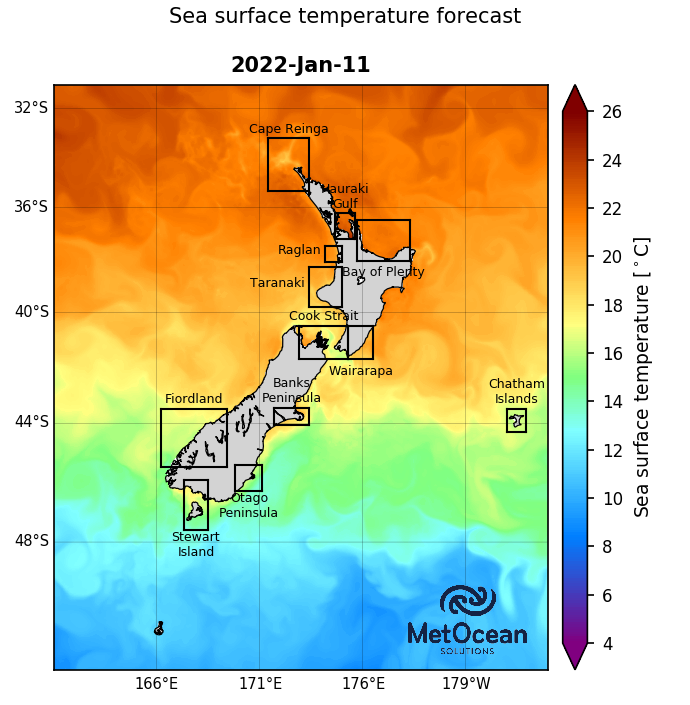 Sea surface temperature forecast
2022-Jan-11
32°S
36°S
40°S
44°S
48°S
166°E
171°E
176°E
179°W
Cape Reinga
Hauraki
Gulf
Raglan
Bay of Plenty
Taranaki
Cook Strait
Wairarapa
Banks
Peninsula
Fiordland
Chatham
Islands
Otago
Peninsula
Stewart
Island
MetOcean
SOLUTIONS
26
24
22
20
18
16
14
12
10
8
6
4
Sea surface temperature [°C]